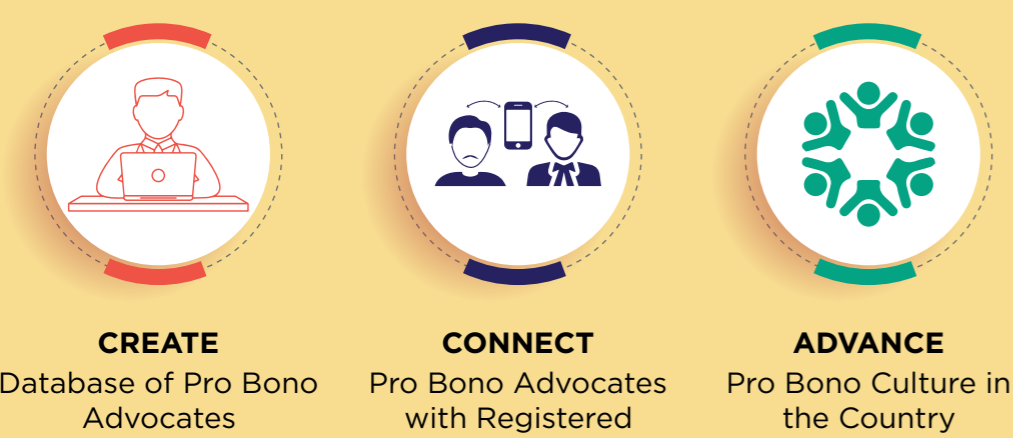 CREATE
Database of Pro Bono
Advocates
CONNECT
Pro Bono Advocates
with Registered
ADVANCE
Pro Bono Culture in
the Country